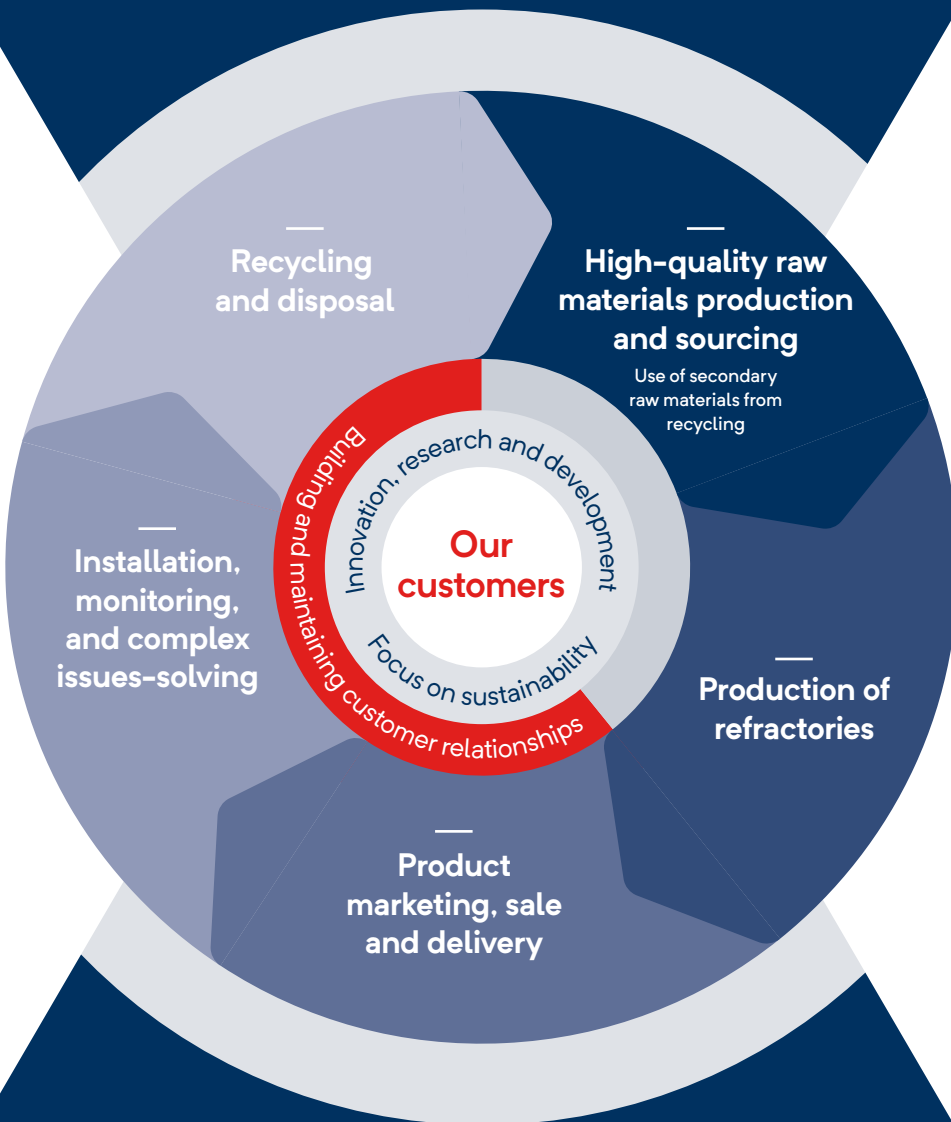 Recycling
and disposal
High-quality raw
materials production
and sourcing
Use of secondary
raw materials from
recycling
Building and maintaining customer relationships
Innovation, research and development
Our
customers
Focus on sustainability
Installation,
monitoring,
and complex
issues-solving
Production of
refractories
Product
marketing, sale
and delivery